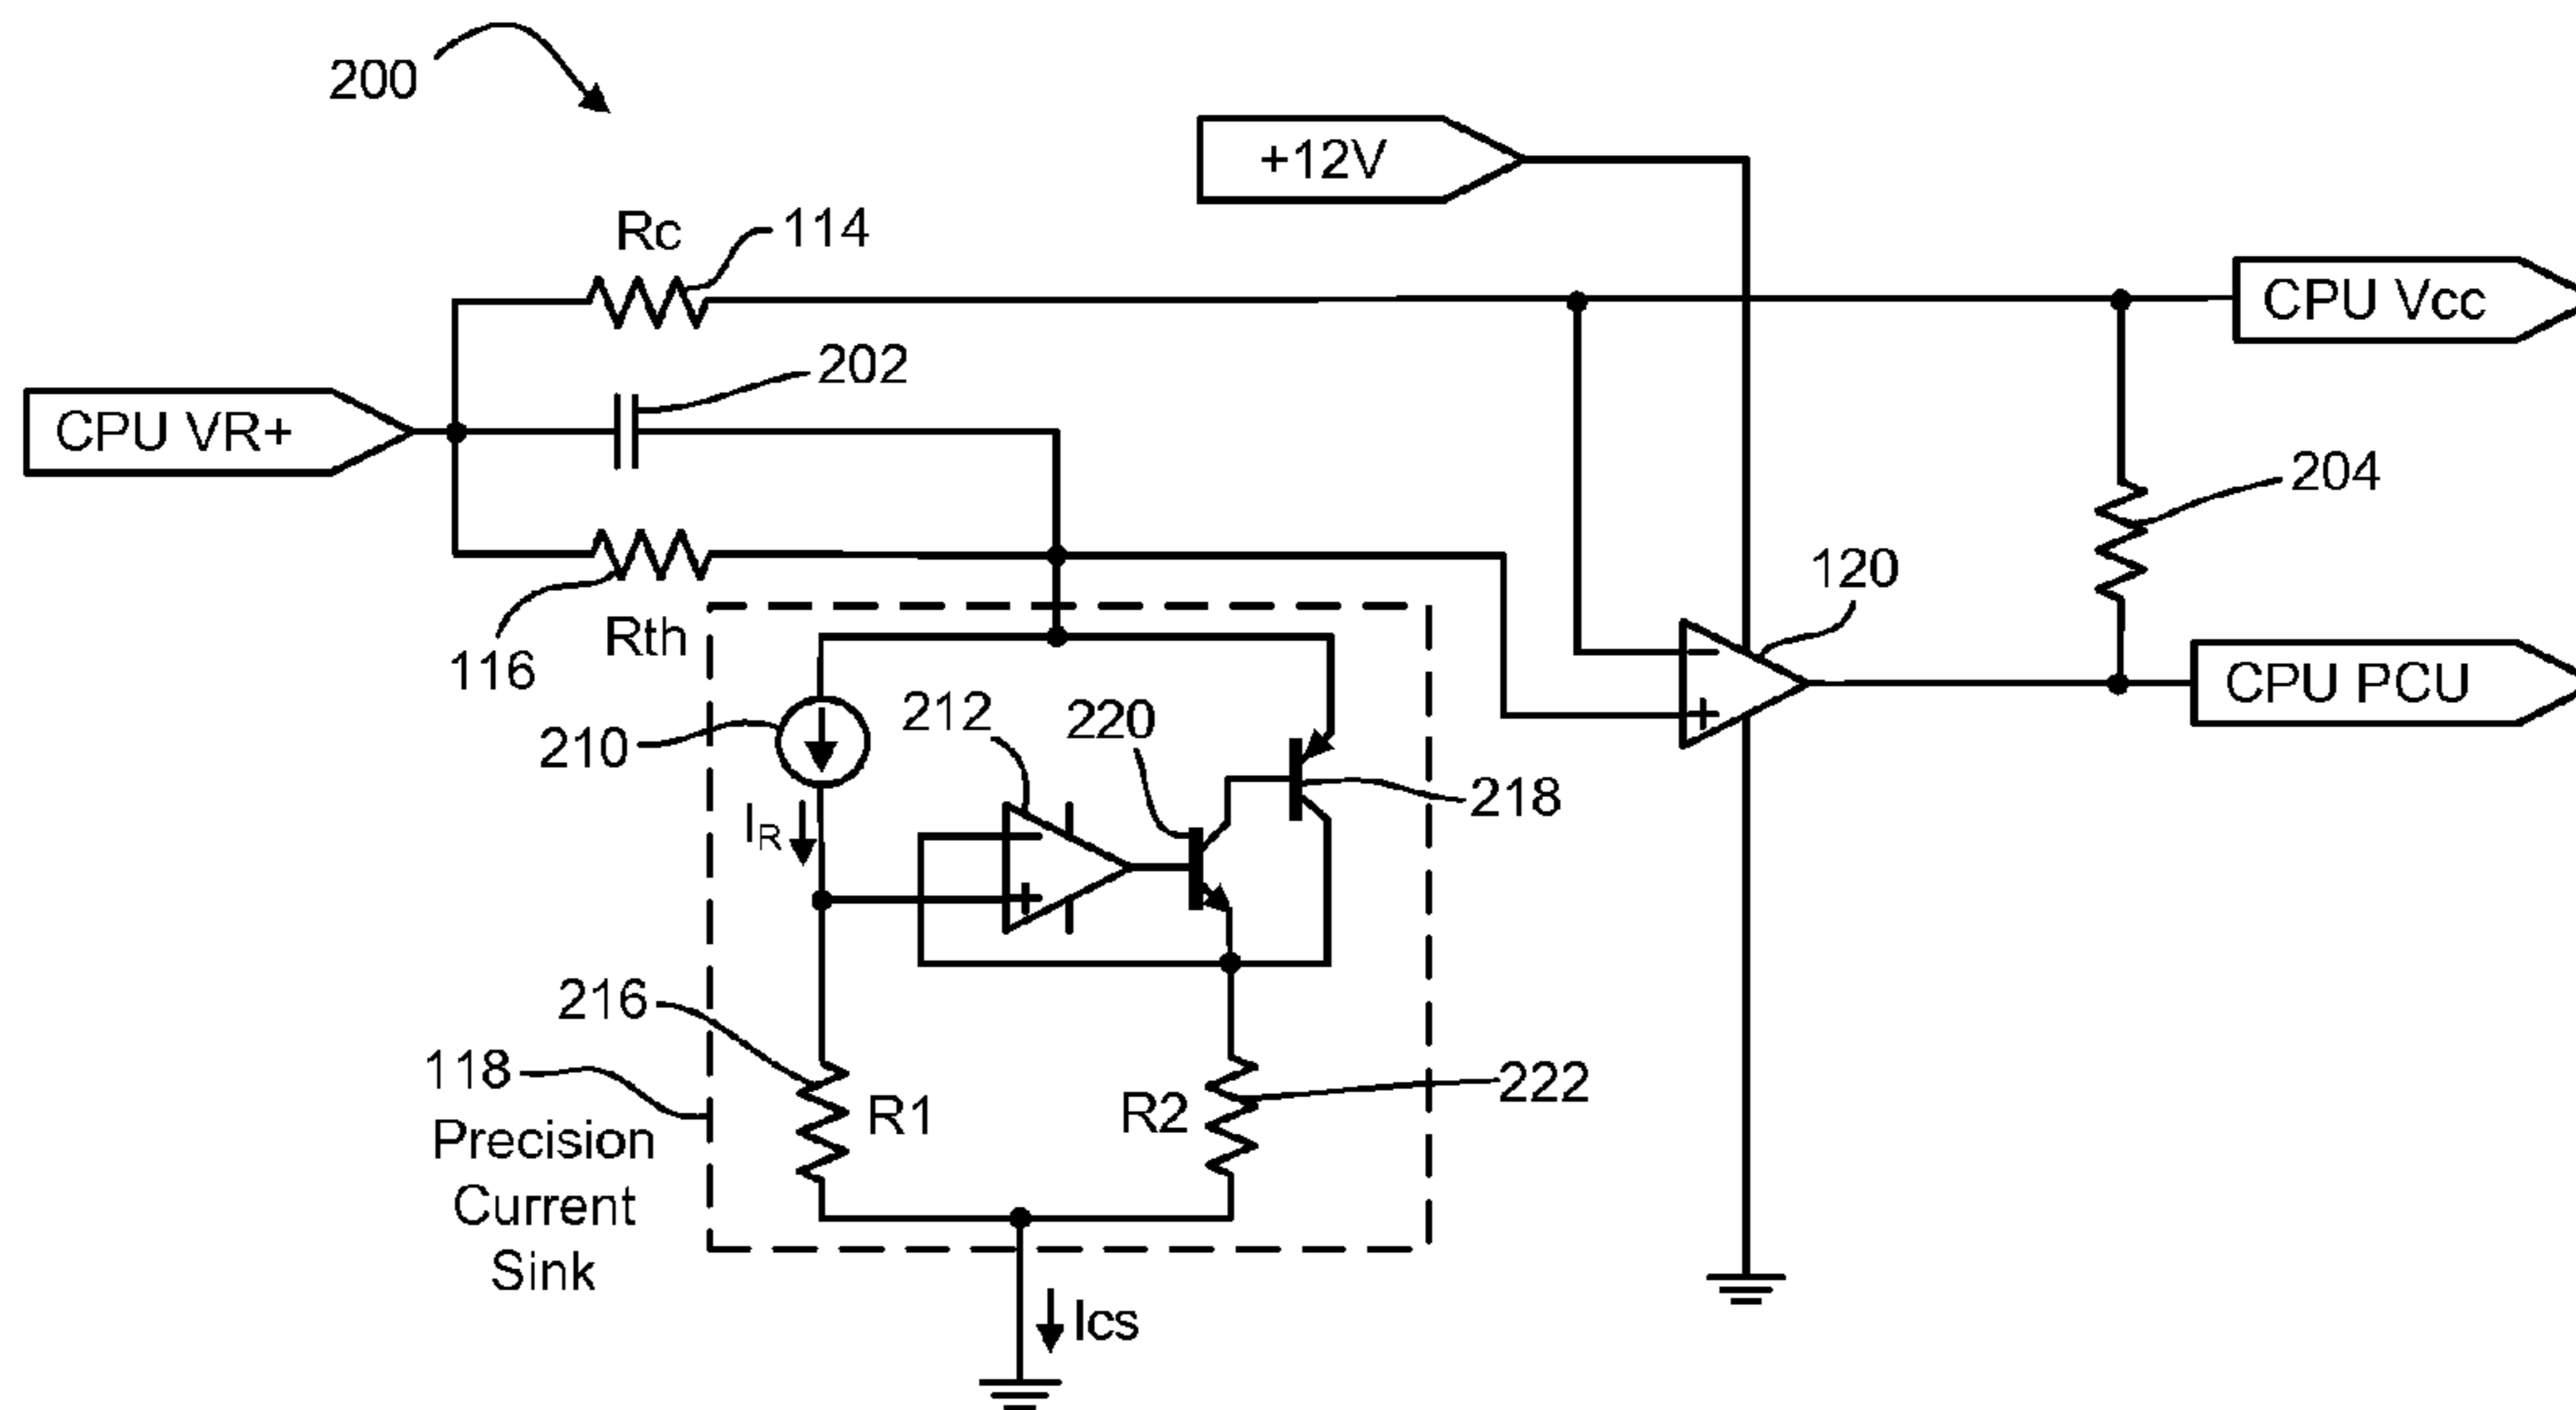 200
+12V
Rc
114
CPU Vcc
202
CPU VR+
204
120
116
Rth
CPU PCU
210
212
220
218
IR
−
+
−
+
216
118
Precision
Current
Sink
R1
R2
222
Ics